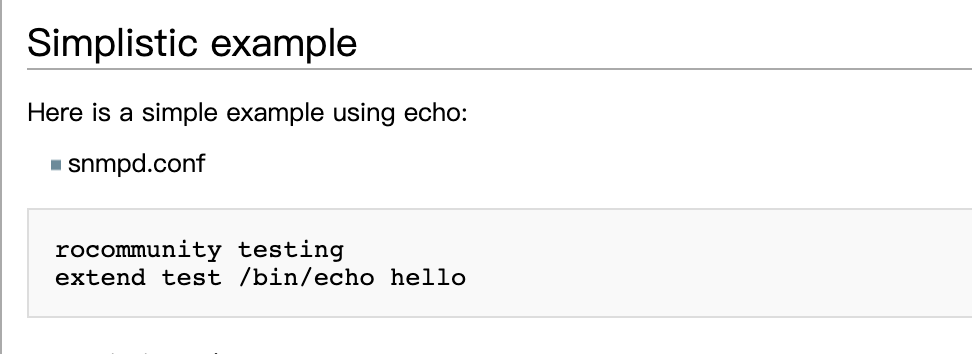 Simplistic example
Here is a simple example using echo:
snmpd.conf
rocommunity testing
extend test /bin/echo hello